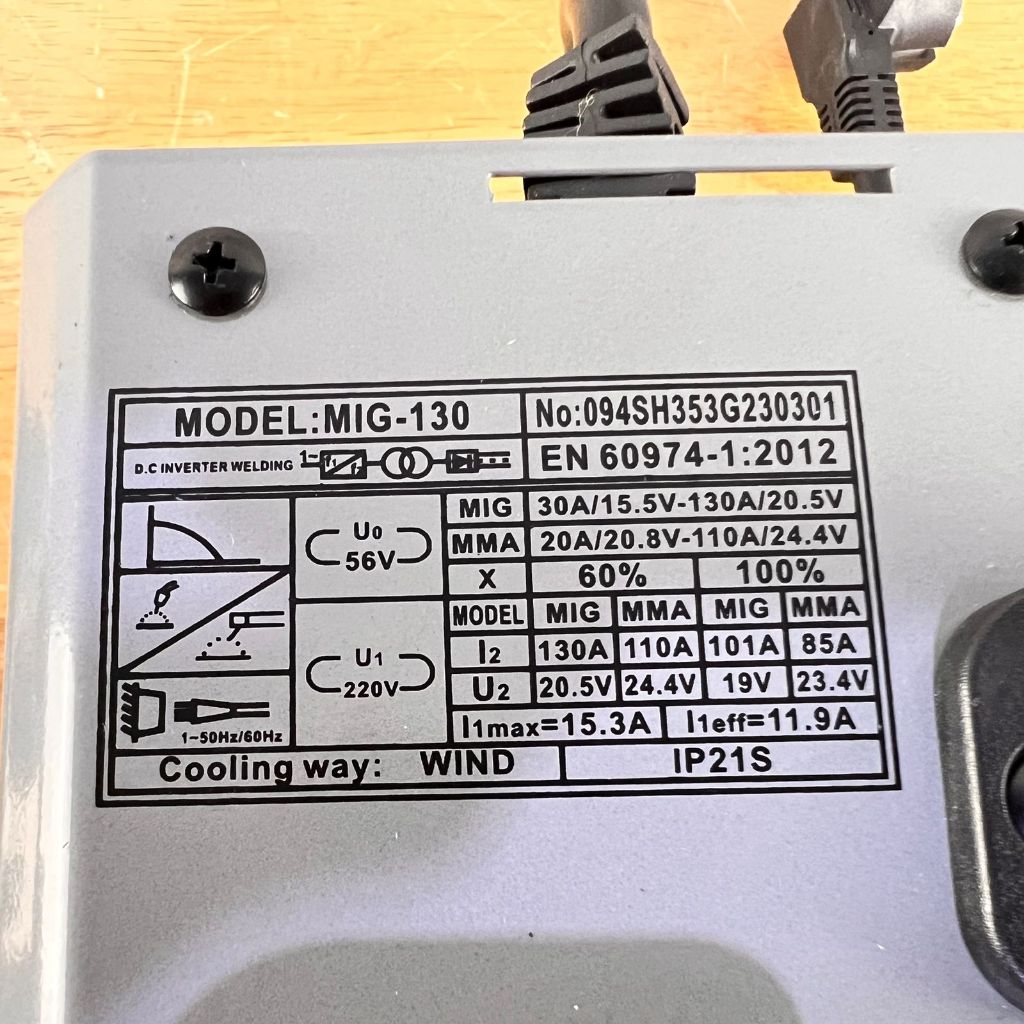 MODEL:MIG-130 No:094SH353G230301
D.C INVERTER WELDING 1~ f1 f2 EN 60974-1:2012
U0 56V MIG 30A/15.5V-130A/20.5V
MMA 20A/20.8V-110A/24.4V
X 60% 100%
MODEL MIG MMA MIG MMA
U1 220V I2 130A 110A 101A 85A
U2 20.5V 24.4V 19V 23.4V
1~50Hz/60Hz I1max=15.3A I1eff=11.9A
Cooling way: WIND IP21S